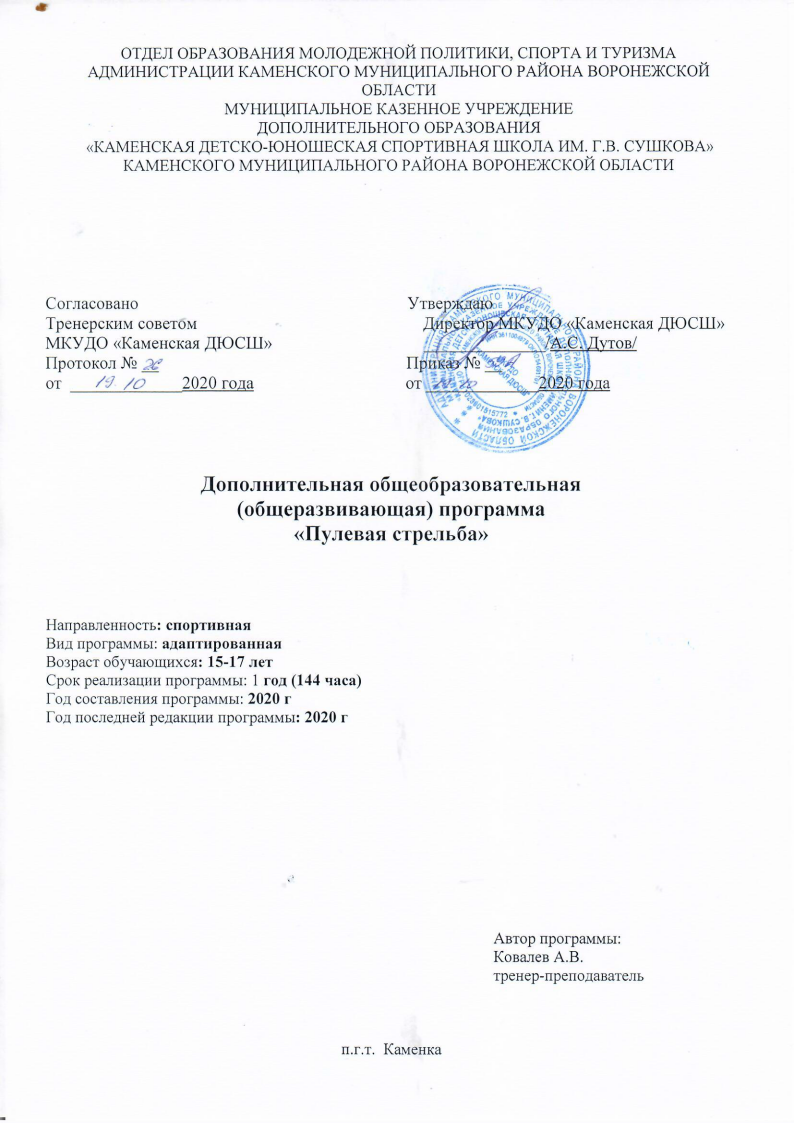 ОТДЕЛ ОБРАЗОВАНИЯ МОЛОДЕЖНОЙ ПОЛИТИКИ, СПОРТА И ТУРИЗМА
АДМИНИСТРАЦИИ КАМЕНСКОГО МУНИЦИПАЛЬНОГО РАЙОНА ВОРОНЕЖСКОЙ
ОБЛАСТИ
МУНИЦИПАЛЬНОЕ КАЗЕННОЕ УЧРЕЖДЕНИЕ
ДОПОЛНИТЕЛЬНОГО ОБРАЗОВАНИЯ
«КАМЕНСКАЯ ДЕТСКО-ЮНОШЕСКАЯ СПОРТИВНАЯ ШКОЛА ИМ. Г.В. СУШКОВА»
КАМЕНСКОГО МУНИЦИПАЛЬНОГО РАЙОНА ВОРОНЕЖСКОЙ ОБЛАСТИ
Согласовано Утверждаю
Тренерским советом Директор МКУДО «Каменская ДЮСШ»
МКУДО «Каменская ДЮСШ» /А.С. Дутов/
Протокол № Приказ №
от 19.10 2020 года от 2020 года
Дополнительная общеобразовательная
(общеразвивающая) программа
«Пулевая стрельба»
Направленность: спортивная
Вид программы: адаптированная
Возраст обучающихся: 15-17 лет
Срок реализации программы: 1 год (144 часа)
Год составления программы: 2020 г
Год последней редакции программы: 2020 г
Автор программы:
Ковалев А.В.
тренер-преподаватель
п.г.т. Каменка